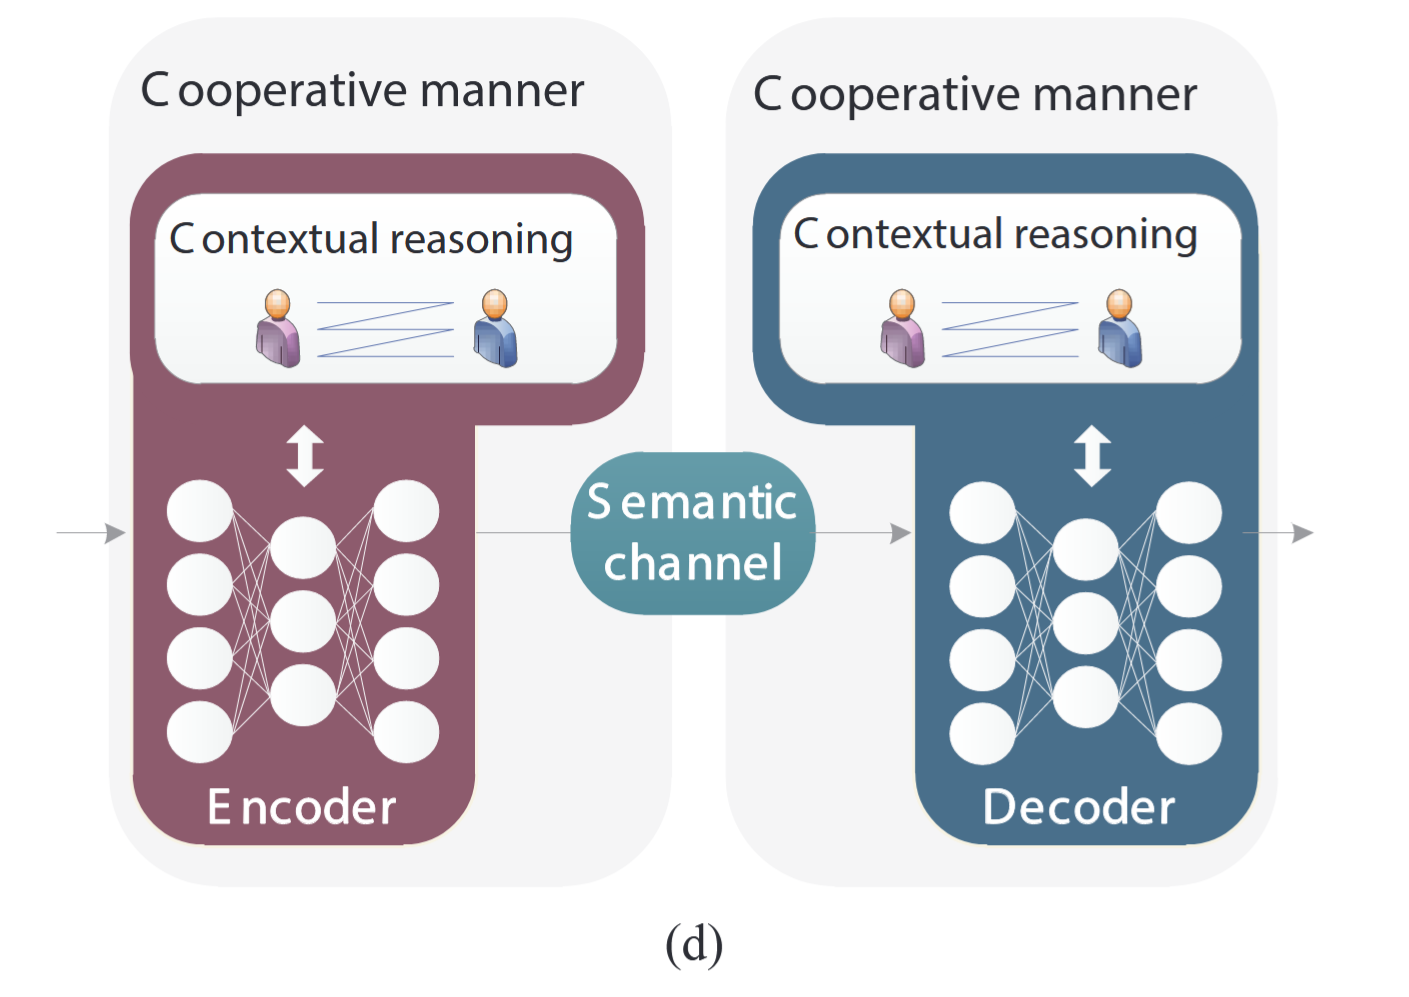 Cooperative manner
Cooperative manner
Contextual reasoning
Contextual reasoning
Semantic
channel
Encoder
Decoder
(d)